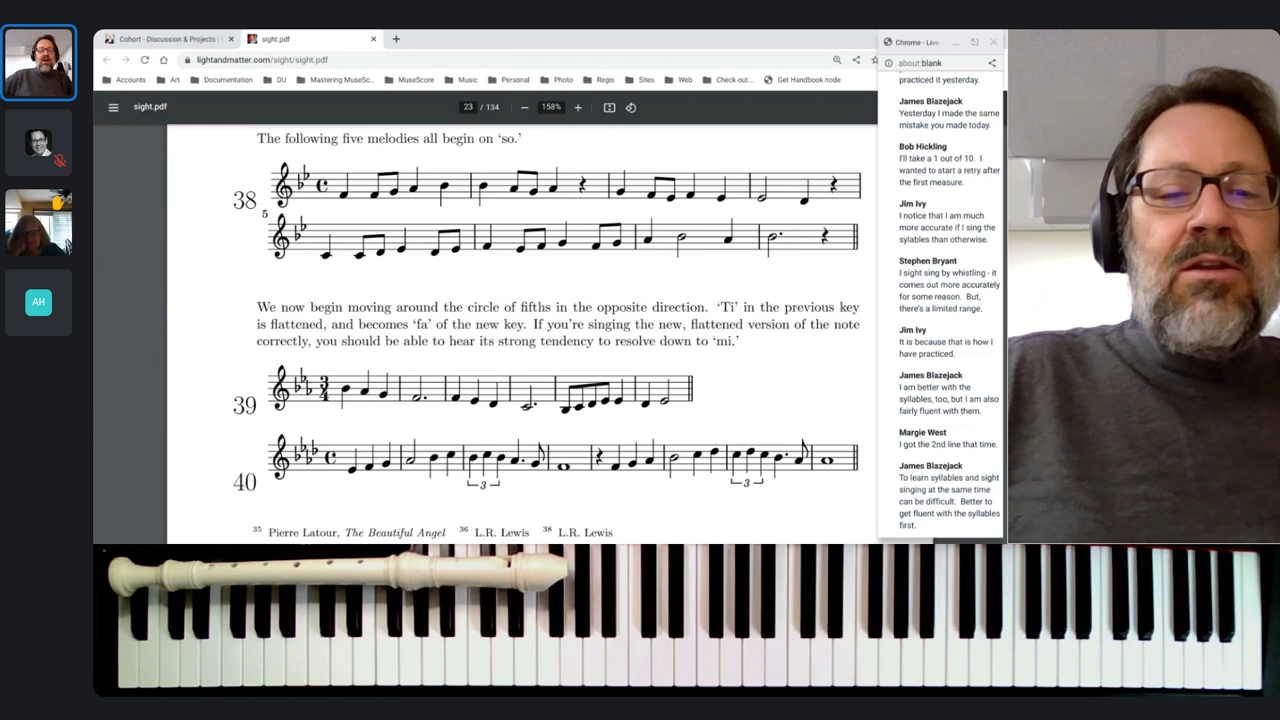 Cohort - Discussion & Projects |
sight.pdf
lightandmatter.com/sight/sight.pdf
Accounts
Art
Documentation
DU
Mastering MuseSc...
MuseScore
Music
Personal
Photo
Regis
Sites
Web
Check out...
Get Handbook node
sight.pdf
23 / 134
158%
The following five melodies all begin on ‘so.’
38
5
We now begin moving around the circle of fifths in the opposite direction. ‘Ti’ in the previous key
is flattened, and becomes ‘fa’ of the new key. If you’re singing the new, flattened version of the note
correctly, you should be able to hear its strong tendency to resolve down to ‘mi.’
3
4
39
40
3
3
35 Pierre Latour, The Beautiful Angel 36 L.R. Lewis 38 L.R. Lewis
Chrome - Live
about:blank
practiced it yesterday.
James Blazejack
Yesterday I made the same
mistake you made today.
Bob Hickling
I'll take a 1 out of 10. I
wanted to start a retry after
the first measure.
Jim Ivy
I notice that I am much
more accurate if I sing the
sylables than otherwise.
Stephen Bryant
I sight sing by whistling - it
comes out more accurately
for some reason. But,
there's a limited range.
Jim Ivy
It is because that is how I
have practiced.
James Blazejack
I am better with the
syllables, too, but I am also
fairly fluent with them.
Margie West
I got the 2nd line that time.
James Blazejack
To learn syllables and sight
singing at the same time
can be difficult. Better to
get fluent with the syllables
first.
AH